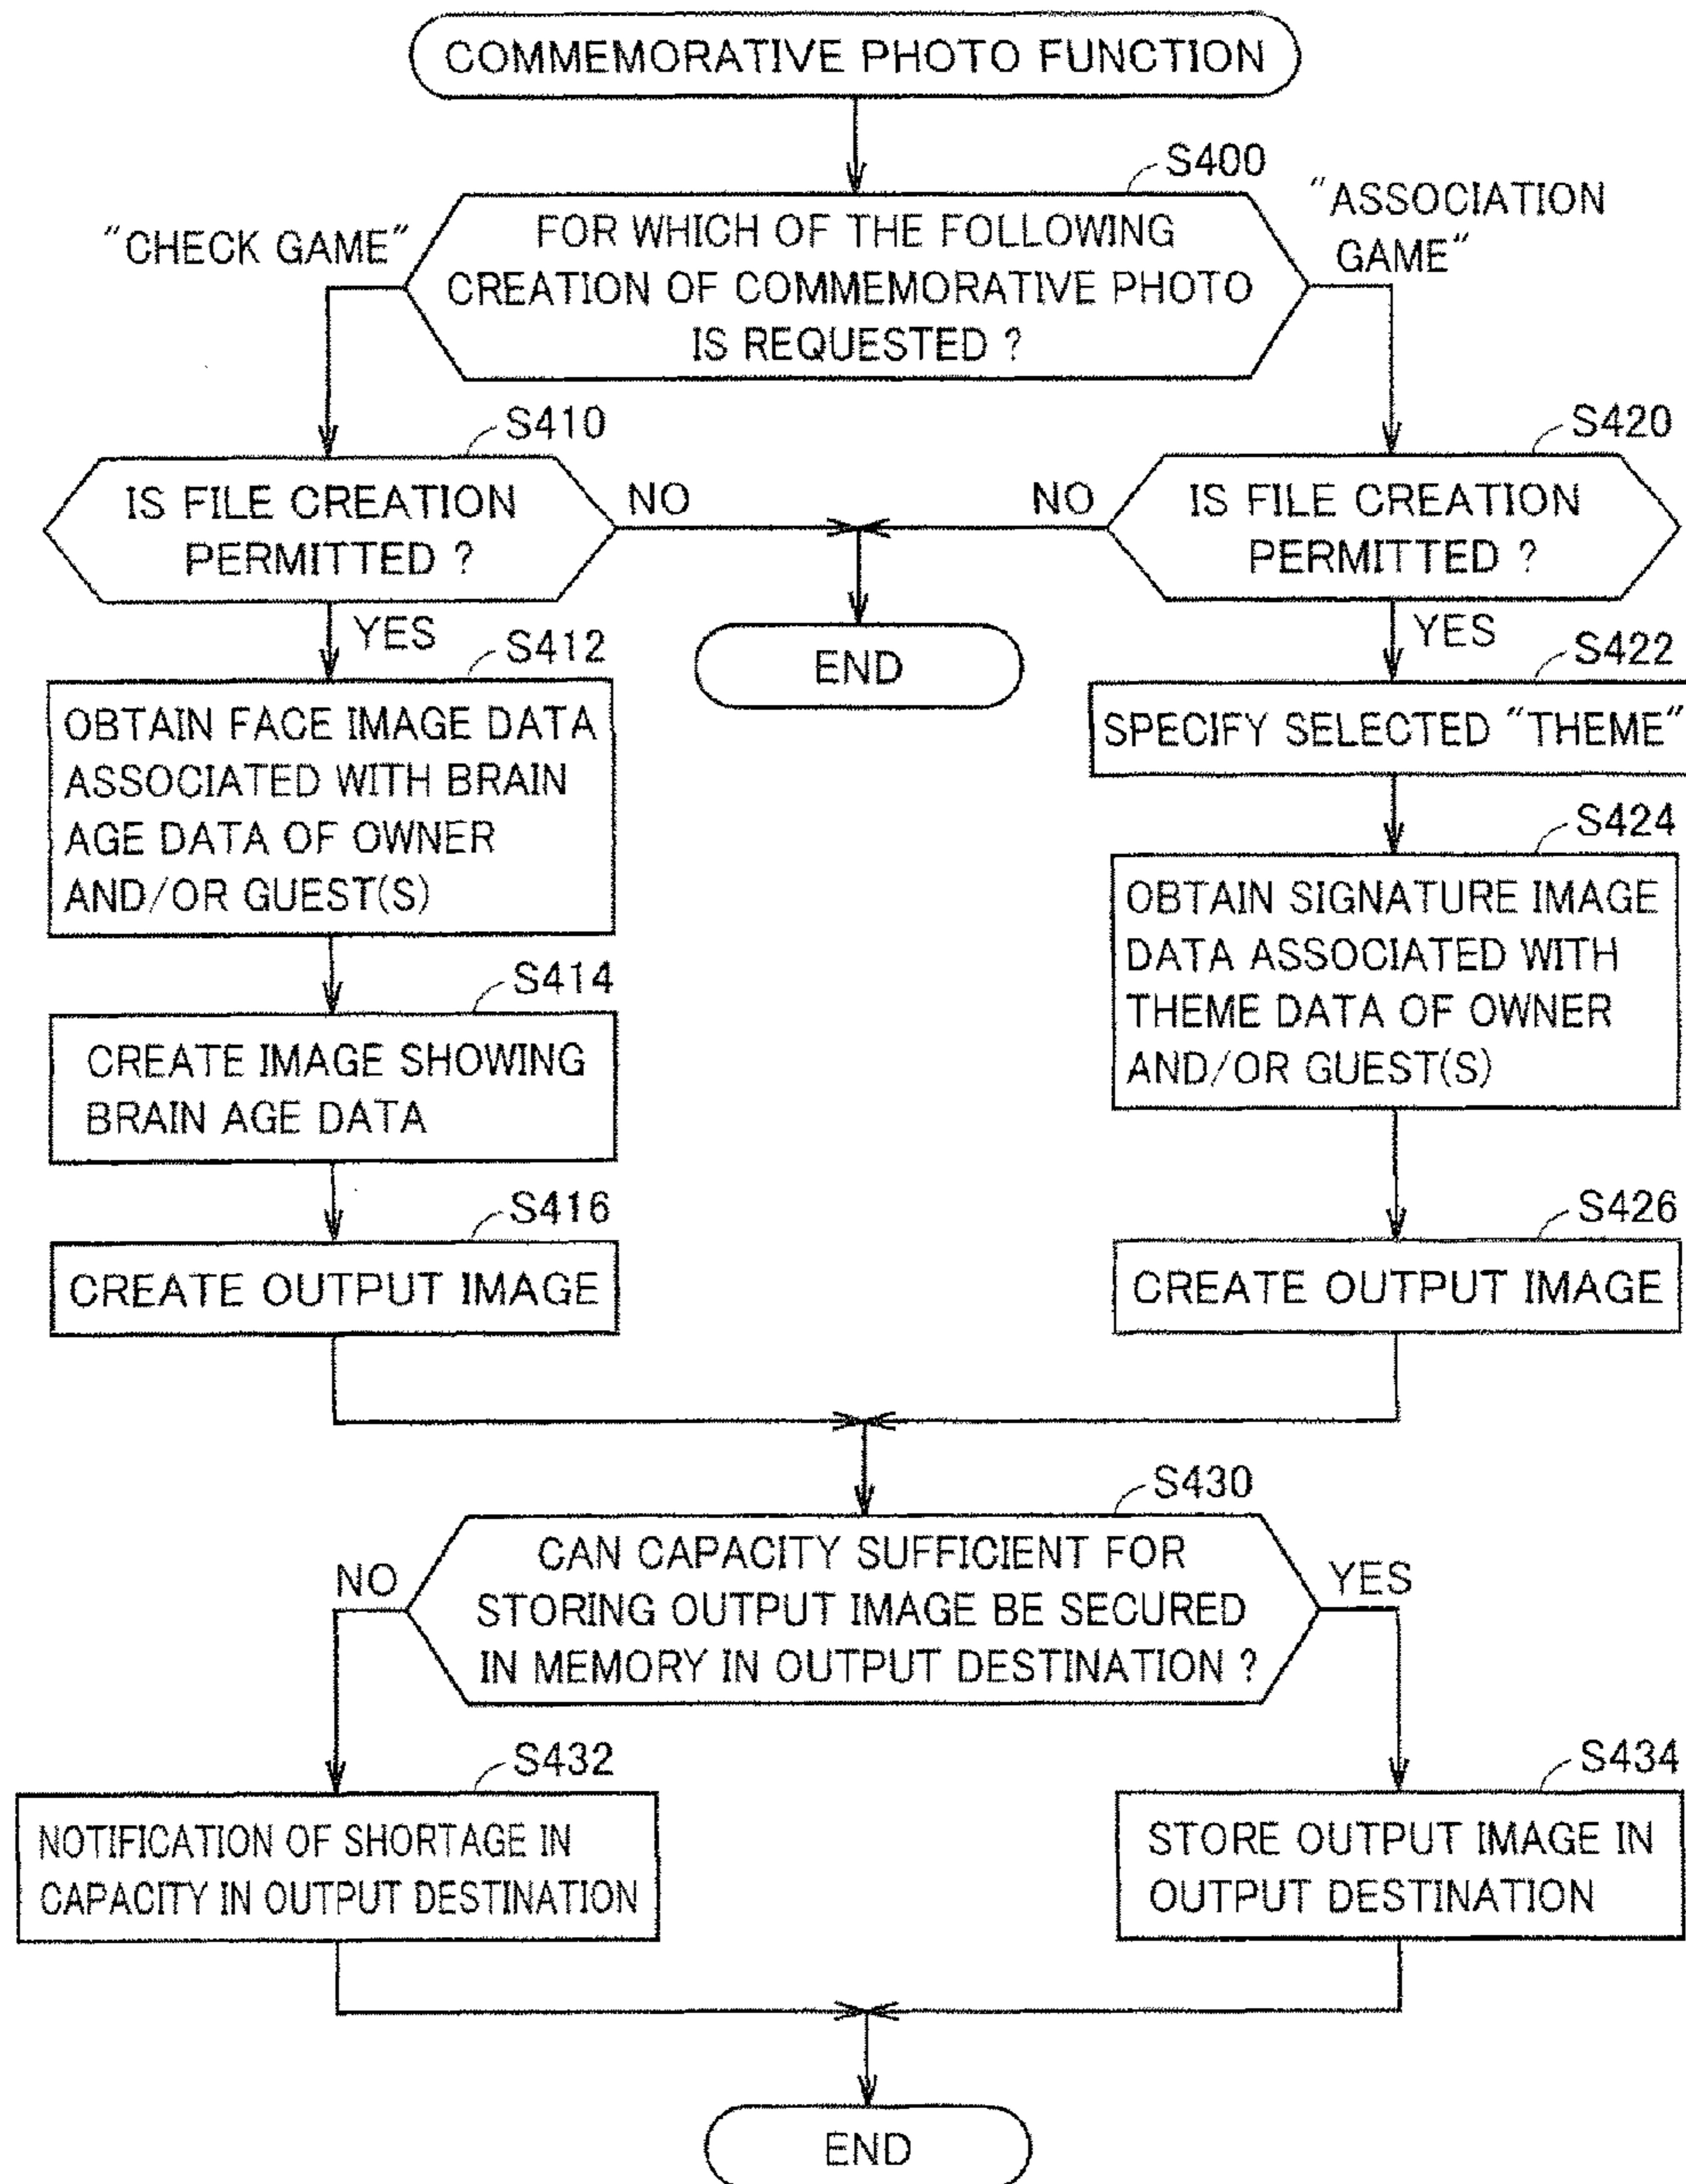 COMMEMORATIVE PHOTO FUNCTION
S400
"CHECK GAME"
FOR WHICH OF THE FOLLOWING
CREATION OF COMMEMORATIVE PHOTO
IS REQUESTED ?
"ASSOCIATION
GAME"
S410
IS FILE CREATION
PERMITTED ?
NO
YES
S420
IS FILE CREATION
PERMITTED ?
NO
YES
END
S412
OBTAIN FACE IMAGE DATA
ASSOCIATED WITH BRAIN
AGE DATA OF OWNER
AND/OR GUEST(S)
S414
CREATE IMAGE SHOWING
BRAIN AGE DATA
S416
CREATE OUTPUT IMAGE
S422
SPECIFY SELECTED "THEME"
S424
OBTAIN SIGNATURE IMAGE
DATA ASSOCIATED WITH
THEME DATA OF OWNER
AND/OR GUEST(S)
S426
CREATE OUTPUT IMAGE
S430
CAN CAPACITY SUFFICIENT FOR
STORING OUTPUT IMAGE BE SECURED
IN MEMORY IN OUTPUT DESTINATION ?
NO
YES
S432
NOTIFICATION OF SHORTAGE IN
CAPACITY IN OUTPUT DESTINATION
S434
STORE OUTPUT IMAGE IN
OUTPUT DESTINATION
END